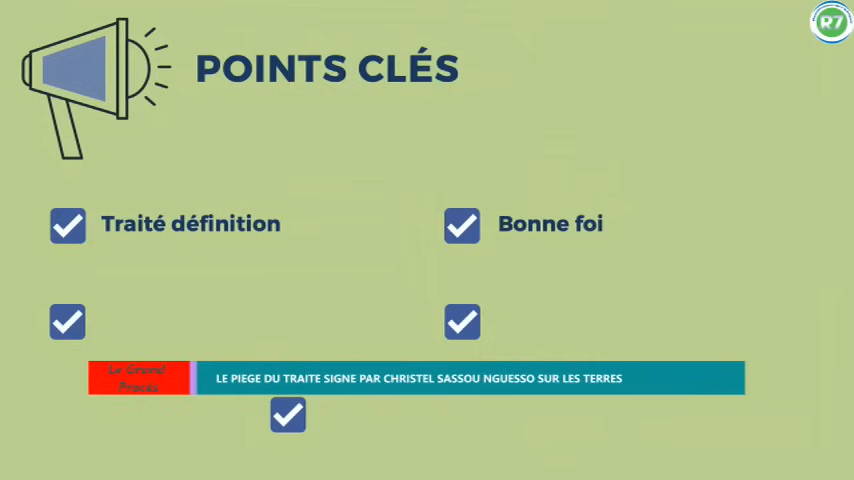 R7
POINTS CLÉS
Traité définition
Bonne foi
Le Grand
Procès
LE PIEGE DU TRAITE SIGNE PAR CHRISTEL SASSOU NGUESSO SUR LES TERRES